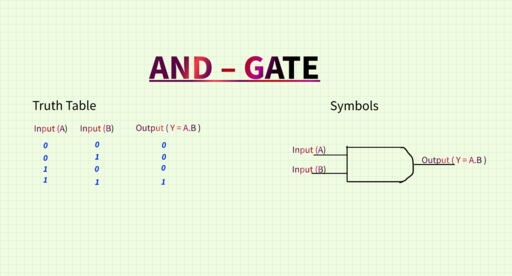 AND – GATE
Truth Table
Input (A) Input (B) Output ( Y = A.B )
0 0 0
0 1 0
1 0 0
1 1 1
Symbols
Input (A)
Input (B)
Output ( Y = A.B )